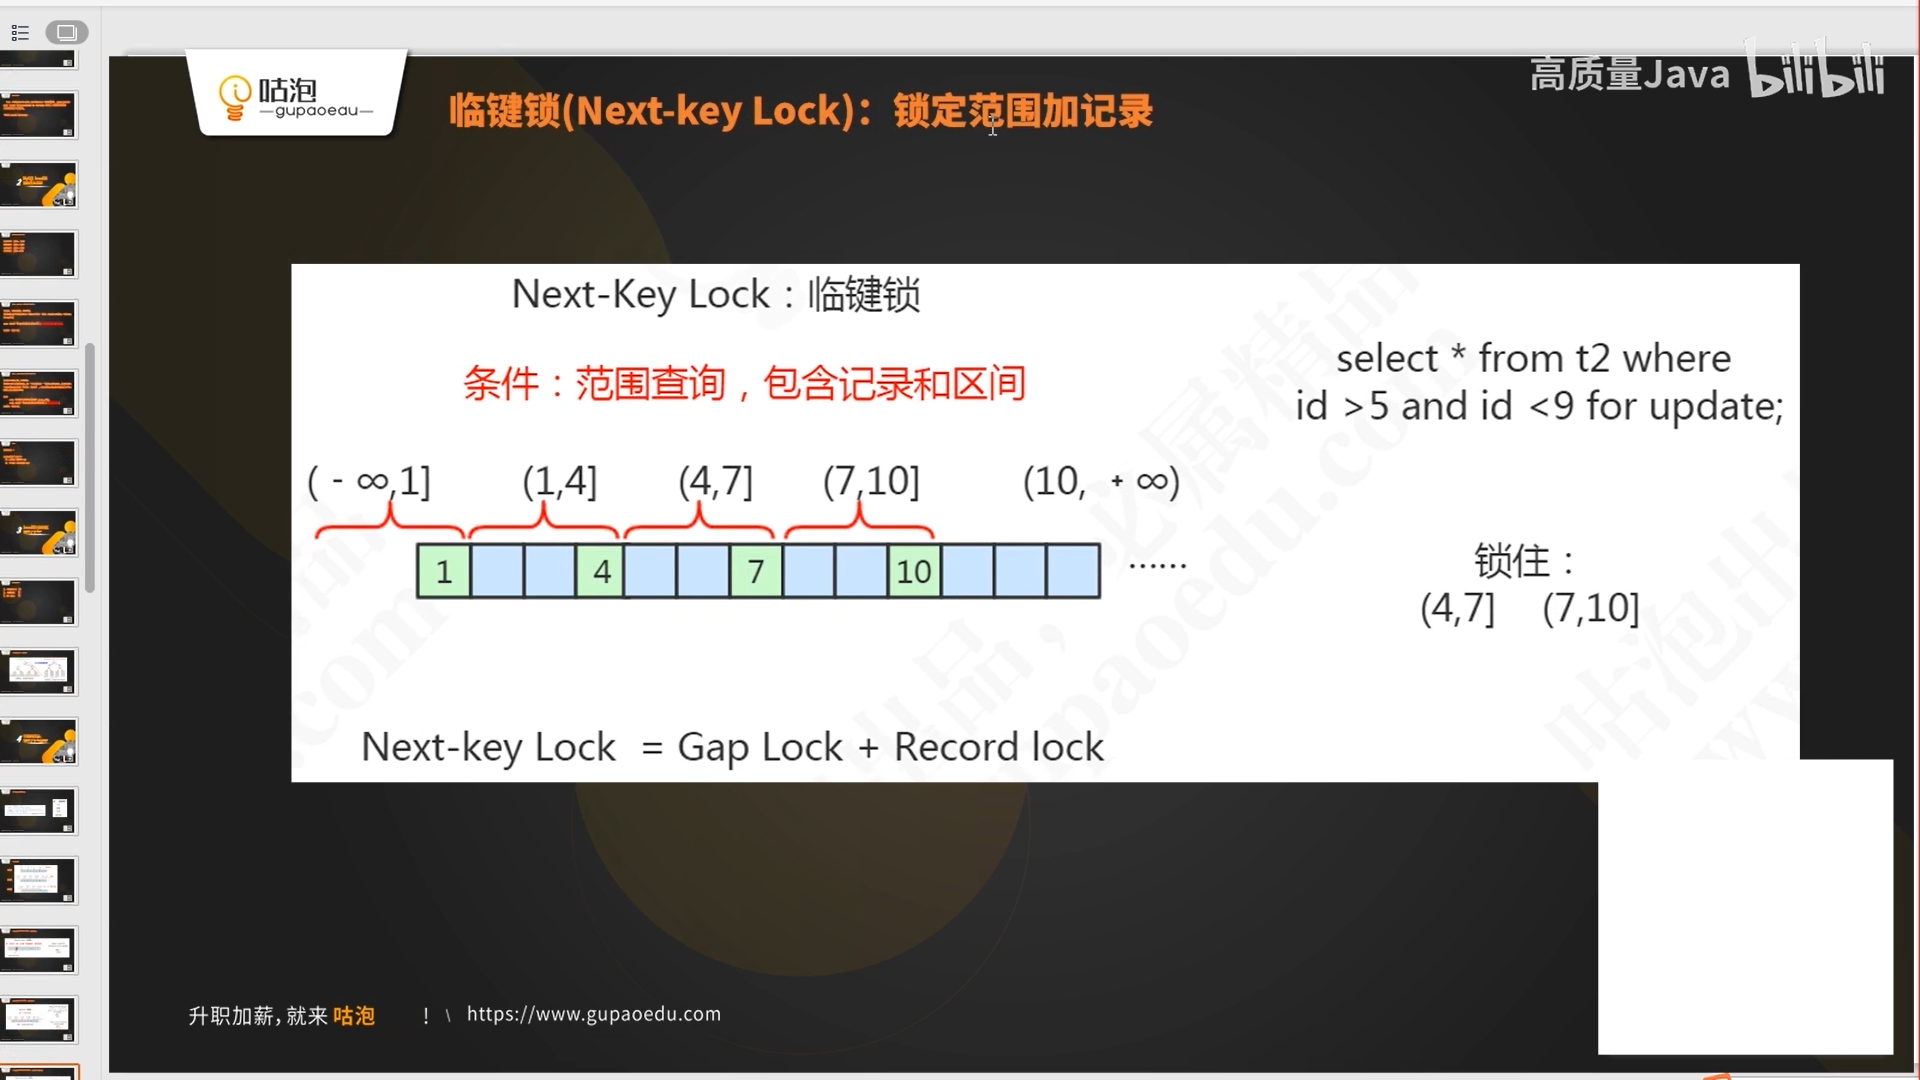 咕泡
gupaoeau
高质量Java bilibili
临键锁(Next-key Lock)：锁定范围加记录
Next-Key Lock：临键锁
条件：范围查询，包含记录和区间
select * from t2 where
id >5 and id <9 for update;
( - ∞,1] (1,4] (4,7] (7,10] (10, + ∞)
1 4 7 10 ......
锁住：
(4,7] (7,10]
Next-key Lock = Gap Lock + Record lock
升职加薪，就来 咕泡 ！ \ https://www.gupaoedu.com